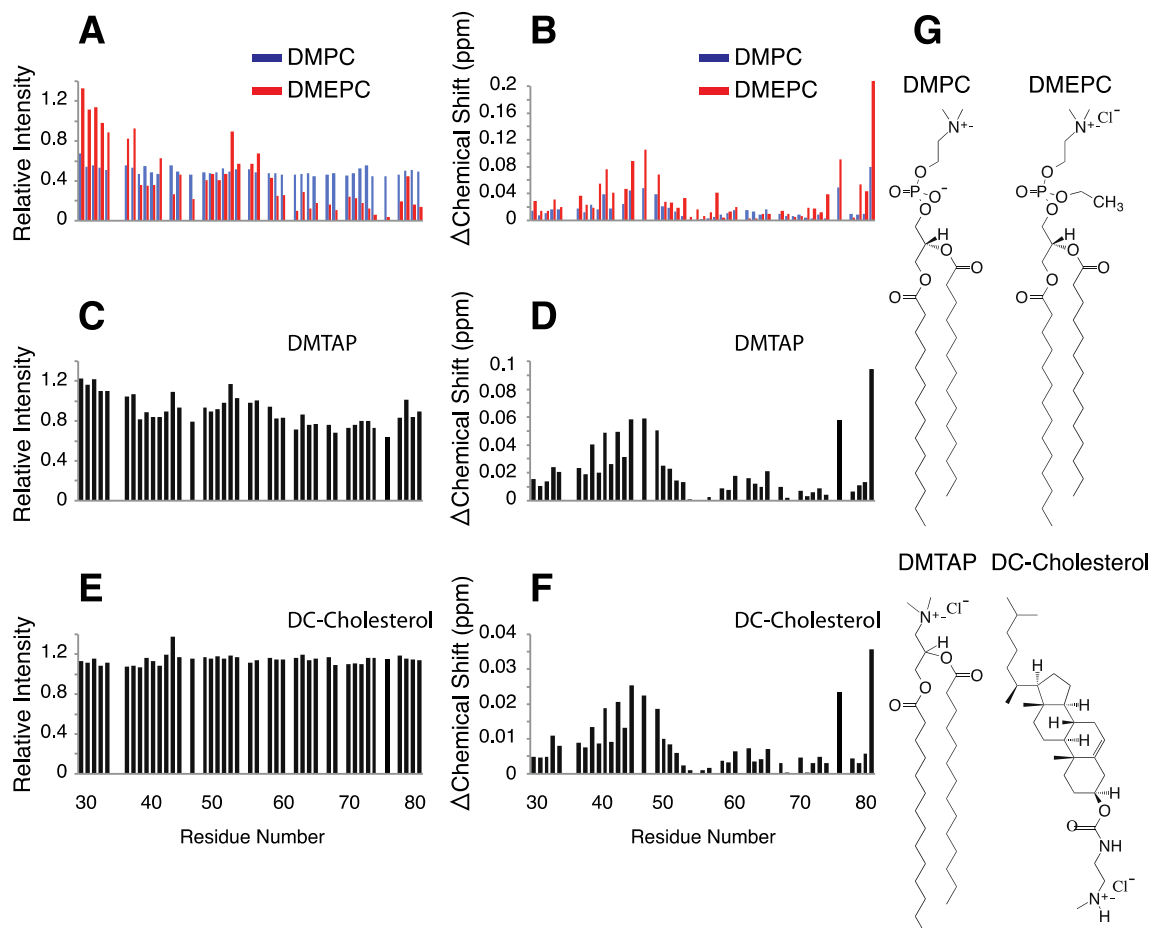 A
DMPC
DMEPC
Relative Intensity
1.2
0.8
0.4
0
B
DMPC
DMEPC
ΔChemical Shift (ppm)
0.2
0.16
0.12
0.08
0.04
0
C
DMTAP
Relative Intensity
1.2
0.8
0.4
0
D
DMTAP
ΔChemical Shift (ppm)
0.1
0.08
0.06
0.04
0.02
0
E
DC-Cholesterol
Relative Intensity
1.2
0.8
0.4
0
30 40 50 60 70 80
Residue Number
F
DC-Cholesterol
ΔChemical Shift (ppm)
0.04
0.03
0.02
0.01
0
30 40 50 60 70 80
Residue Number
G
DMPC
N+-
O
O=P-O-
O
H
O
O
O
O
DMEPC
N+-Cl-
O
O=P-O
CH3
O
H
O
O
O
O
DMTAP
N+-Cl-
H
O
O
O
O
DC-Cholesterol
H
H
H
H
H
O
O
NH
Cl-
N+-
H